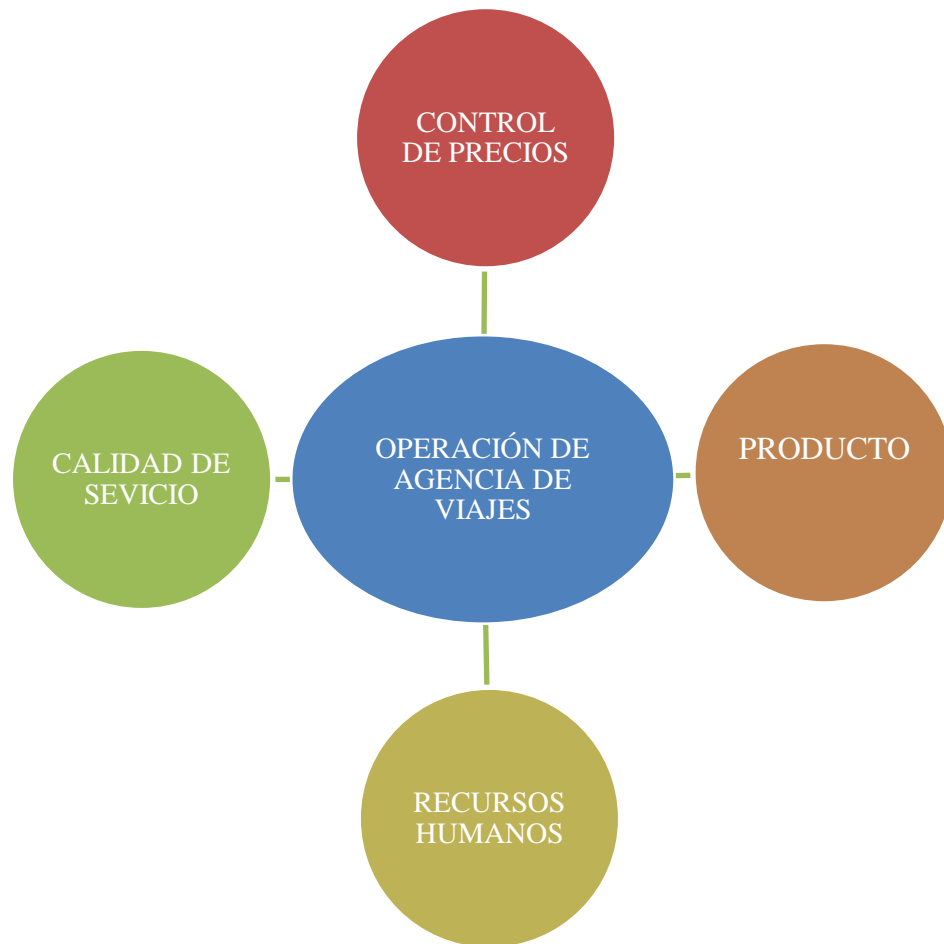 CONTROL
DE PRECIOS
CALIDAD DE
SEVICIO
OPERACIÓN DE
AGENCIA DE
VIAJES
PRODUCTO
RECURSOS
HUMANOS